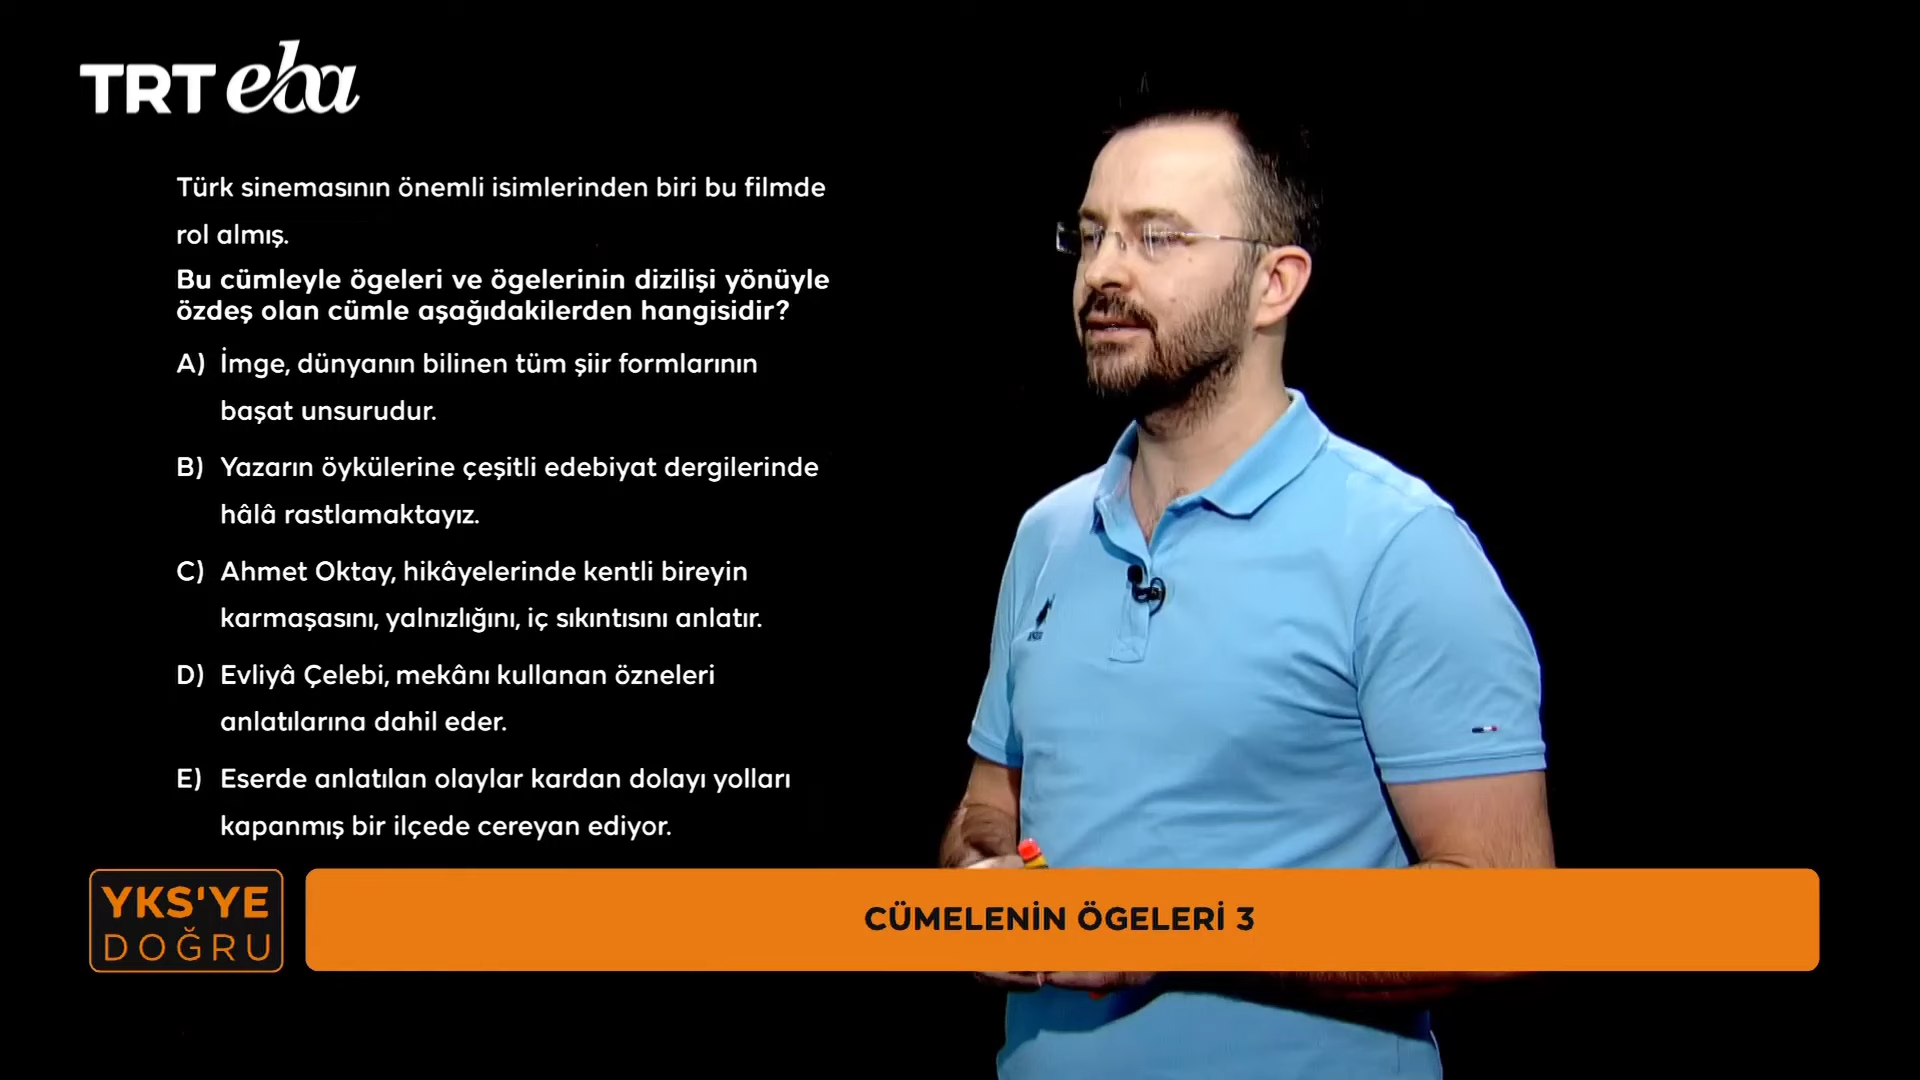 TRT eba
Türk sinemasının önemli isimlerinden biri bu filmde
rol almış.
Bu cümleyle ögeleri ve ögelerinin dizilişi yönüyle
özdeş olan cümle aşağıdakilerden hangisidir?
A) İmge, dünyanın bilinen tüm şiir formlarının
başat unsurudur.
B) Yazarın öykülerine çeşitli edebiyat dergilerinde
hâlâ rastlamaktayız.
C) Ahmet Oktay, hikâyelerinde kentli bireyin
karmaşasını, yalnızlığını, iç sıkıntısını anlatır.
D) Evliyâ Çelebi, mekânı kullanan özneleri
anlatılarına dahil eder.
E) Eserde anlatılan olaylar kardan dolayı yolları
kapanmış bir ilçede cereyan ediyor.
YKS'YE
DOĞRU
CÜMELENİN ÖGELERİ 3